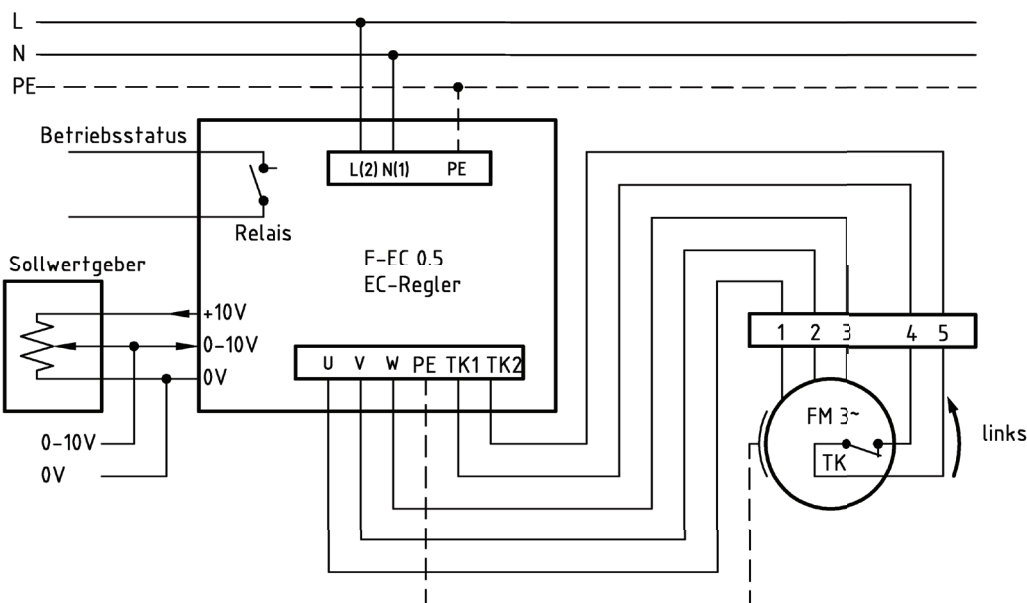 L
N
PE
Betriebsstatus
L(2) N(1) PE
Relais
Sollwertgeber
F-EC 0.5
EC-Regler
+10V
0-10V
0V
U V W PE TK1 TK2
1 2 3 4 5
FM 3~
TK
links
0-10V
0V